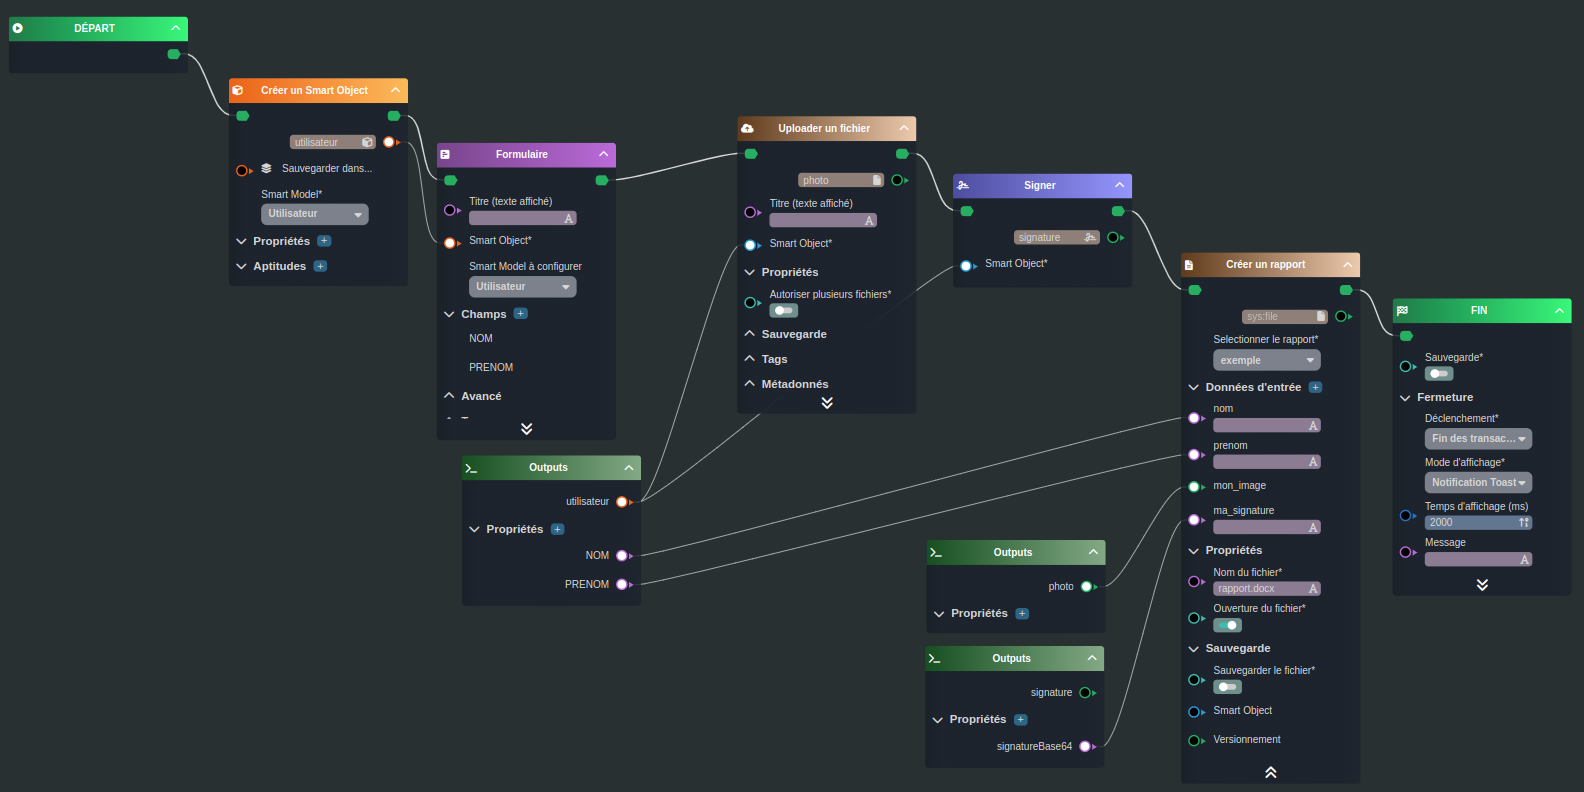 DÉPART
Créer un Smart Object
utilisateur
Sauvegarder dans...
Smart Model*
Utilisateur
Propriétés
Aptitudes
Formulaire
Titre (texte affiché)
Smart Object*
Smart Model à configurer
Utilisateur
Champs
NOM
PRENOM
Avancé
Outputs
utilisateur
Propriétés
NOM
PRENOM
Uploader un fichier
photo
Titre (texte affiché)
Smart Object*
Propriétés
Autoriser plusieurs fichiers*
Sauvegarde
Tags
Métadonnés
Signer
signature
Smart Object*
Outputs
photo
Propriétés
Outputs
signature
Propriétés
signatureBase64
Créer un rapport
sys:file
Selectionner le rapport*
exemple
Données d'entrée
nom
prenom
mon_image
ma_signature
Propriétés
Nom du fichier*
rapport.docx
Ouverture du fichier*
Sauvegarde
Sauvegarder le fichier*
Smart Object
Versionnement
FIN
Sauvegarde*
Fermeture
Déclenchement*
Fin des transac...
Mode d'affichage*
Notification Toast
Temps d'affichage (ms)
2000
Message